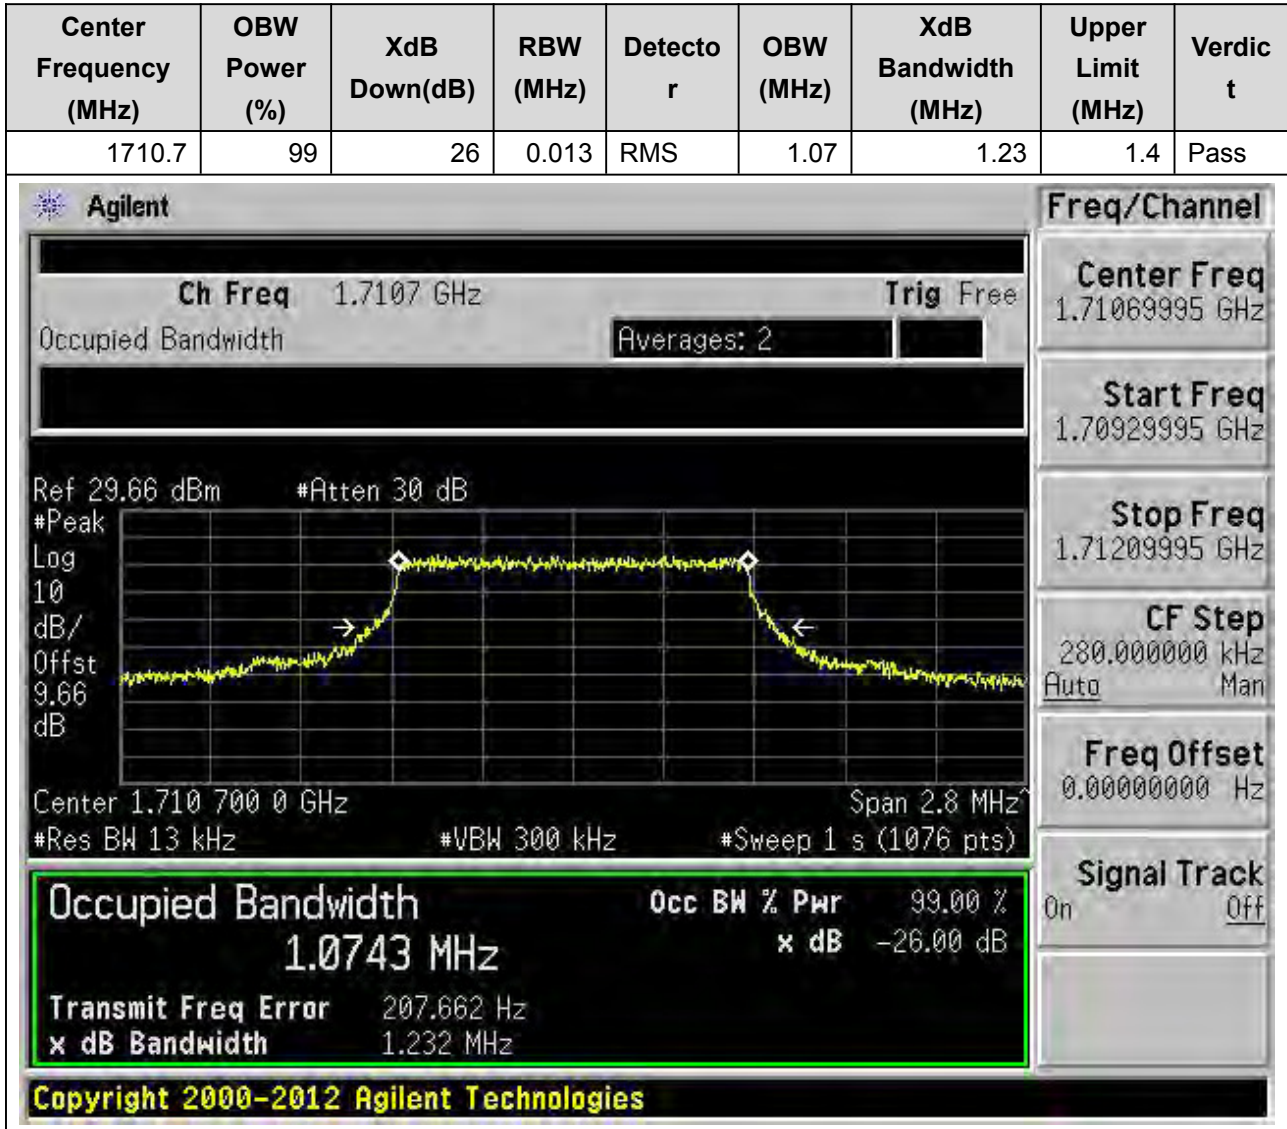 Center Frequency (MHz) OBW Power (%) XdB Down(dB) RBW (MHz) Detecto r OBW (MHz) XdB Bandwidth (MHz) Upper Limit (MHz) Verdic t
1710.7 99 26 0.013 RMS 1.07 1.23 1.4 Pass
Agilent
Freq/Channel
Ch Freq 1.7107 GHz Trig Free
Occupied Bandwidth Averages: 2
Center Freq
1.71069995 GHz
Start Freq
1.70929995 GHz
Stop Freq
1.71209995 GHz
CF Step
280.000000 kHz
Auto Man
Freq Offset
0.00000000 Hz
Signal Track
On Off
Ref 29.66 dBm #Atten 30 dB
#Peak
Log
10
dB/
Offst
9.66
dB
Center 1.710 700 0 GHz Span 2.8 MHz^
#Res BW 13 kHz #VBW 300 kHz #Sweep 1 s (1076 pts)
Occupied Bandwidth Occ BW % Pwr 99.00 %
1.0743 MHz x dB -26.00 dB
Transmit Freq Error 207.662 Hz
x dB Bandwidth 1.232 MHz
Copyright 2000-2012 Agilent Technologies